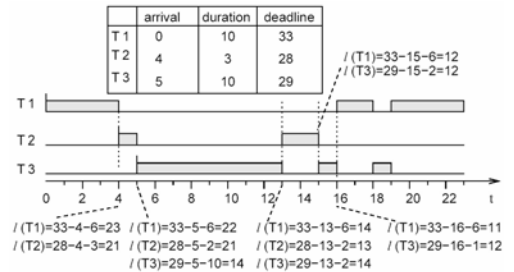 arrival duration deadline
T 1 0 10 33
T 2 4 3 28
T 3 5 10 29
l (T1)=33−15−6=12
l (T3)=29−15−2=12
T 1
T 2
T 3
0 2 4 6 8 10 12 14 16 18 20 22 t
l (T1)=33−4−6=23 l (T1)=33−5−6=22 l (T1)=33−13−6=14 l (T1)=33−16−6=11
l (T2)=28−4−3=21 l (T2)=28−5−2=21 l (T2)=28−13−2=13 l (T3)=29−16−1=12
l (T3)=29−5−10=14 l (T3)=29−13−2=14